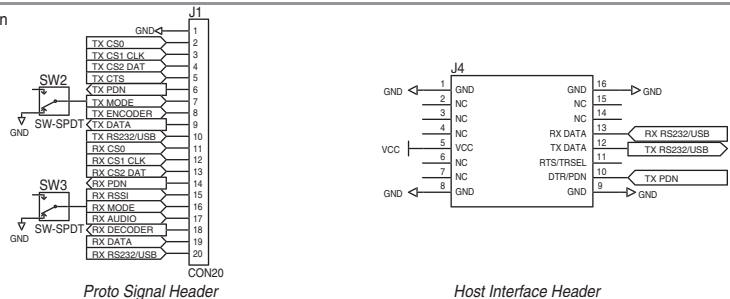 n
J1
GND 1
TX CS0 2
TX CS1 CLK 3
TX CS2 DAT 4
TX CTS 5
TX PDN 6
TX MODE 7
TX ENCODER 8
TX DATA 9
TX RS232/USB 10
RX CS0 11
RX CS1 CLK 12
RX CS2 DAT 13
RX PDN 14
RX RSSI 15
RX MODE 16
RX AUDIO 17
RX DECODER 18
RX DATA 19
RX RS232/USB 20
CON20
SW2
GND
SW-SPDT
SW3
GND
SW-SPDT
Proto Signal Header
J4
GND 1 GND GND 16 GND
2 NC NC 15
3 NC NC 14
4 NC RX DATA 13 RX RS232/USB
VCC 5 VCC TX DATA 12 TX RS232/USB
6 NC RTS/TRSEL 11
7 NC DTR/PDN 10 TX PDN
GND 8 GND GND 9 GND
Host Interface Header